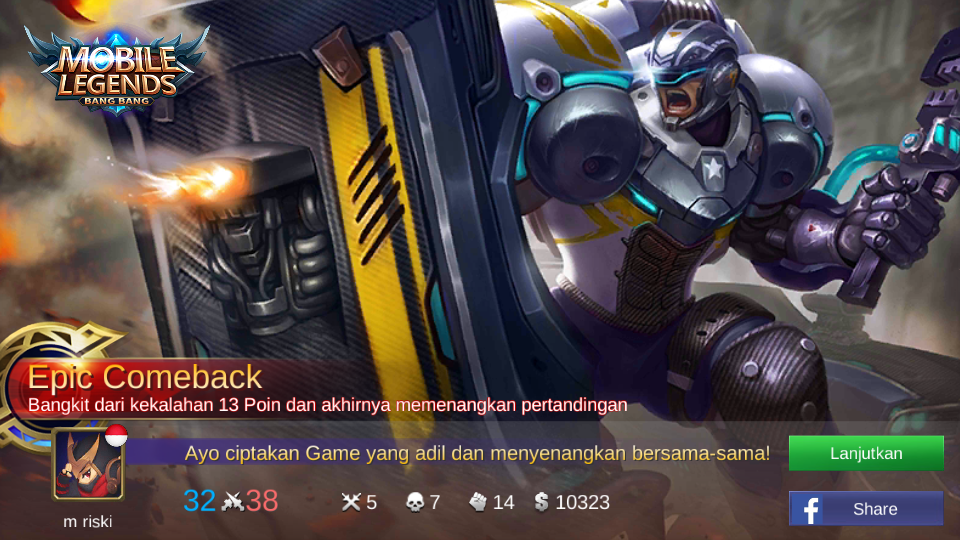 MOBILE
LEGENDS
BANG BANG
Epic Comeback
Bangkit dari kekalahan 13 Poin dan akhirnya memenangkan pertandingan
Ayo ciptakan Game yang adil dan menyenangkan bersama-sama!
Lanjutkan
32 38 5 7 14 $ 10323
f Share
m riski